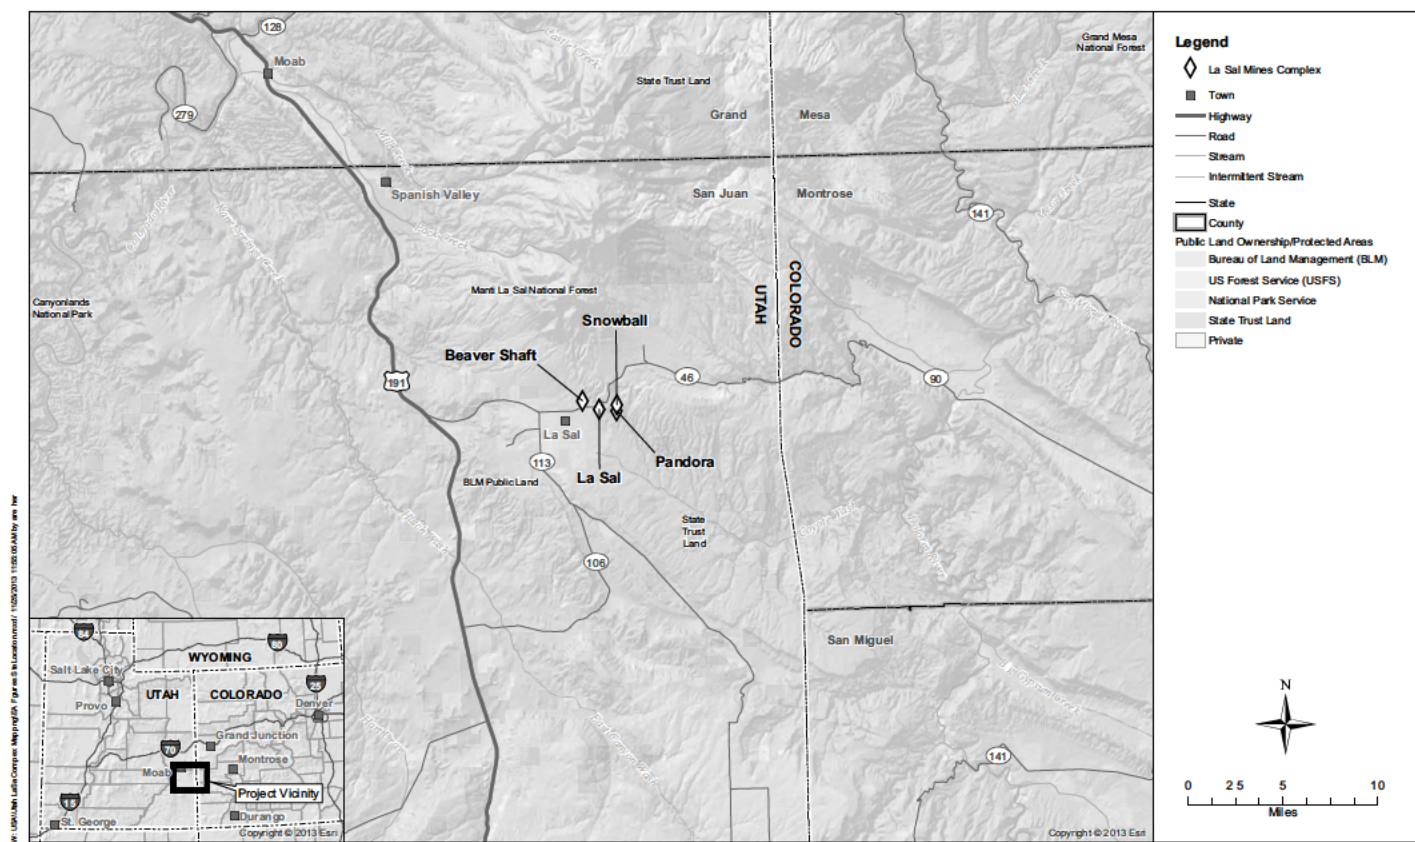 128
Moab
279
Spanish Valley
State Trust Land
Grand
Mesa
Grand Mesa
National Forest
San Juan
Montrose
141
Canyonlands
National Park
Manti La Sal National Forest
UTAH
COLORADO
Snowball
Beaver Shaft
191
46
90
La Sal
Pandora
La Sal
113
BLM Public Land
State
Trust
Land
106
San Miguel
141
Copyright © 2013 Esri
84
80
WYOMING
Salt Lake City
UTAH
COLORADO
25
Provo
Denver
Grand Junction
70
Moab
Montrose
Project Vicinity
15
St. George
Durango
Copyright © 2013 Esri
Legend
La Sal Mines Complex
Town
Highway
Road
Stream
Intermittent Stream
State
County
Public Land Ownership/Protected Areas
Bureau of Land Management (BLM)
US Forest Service (USFS)
National Park Service
State Trust Land
Private
N
0 2 5 5 10
Miles